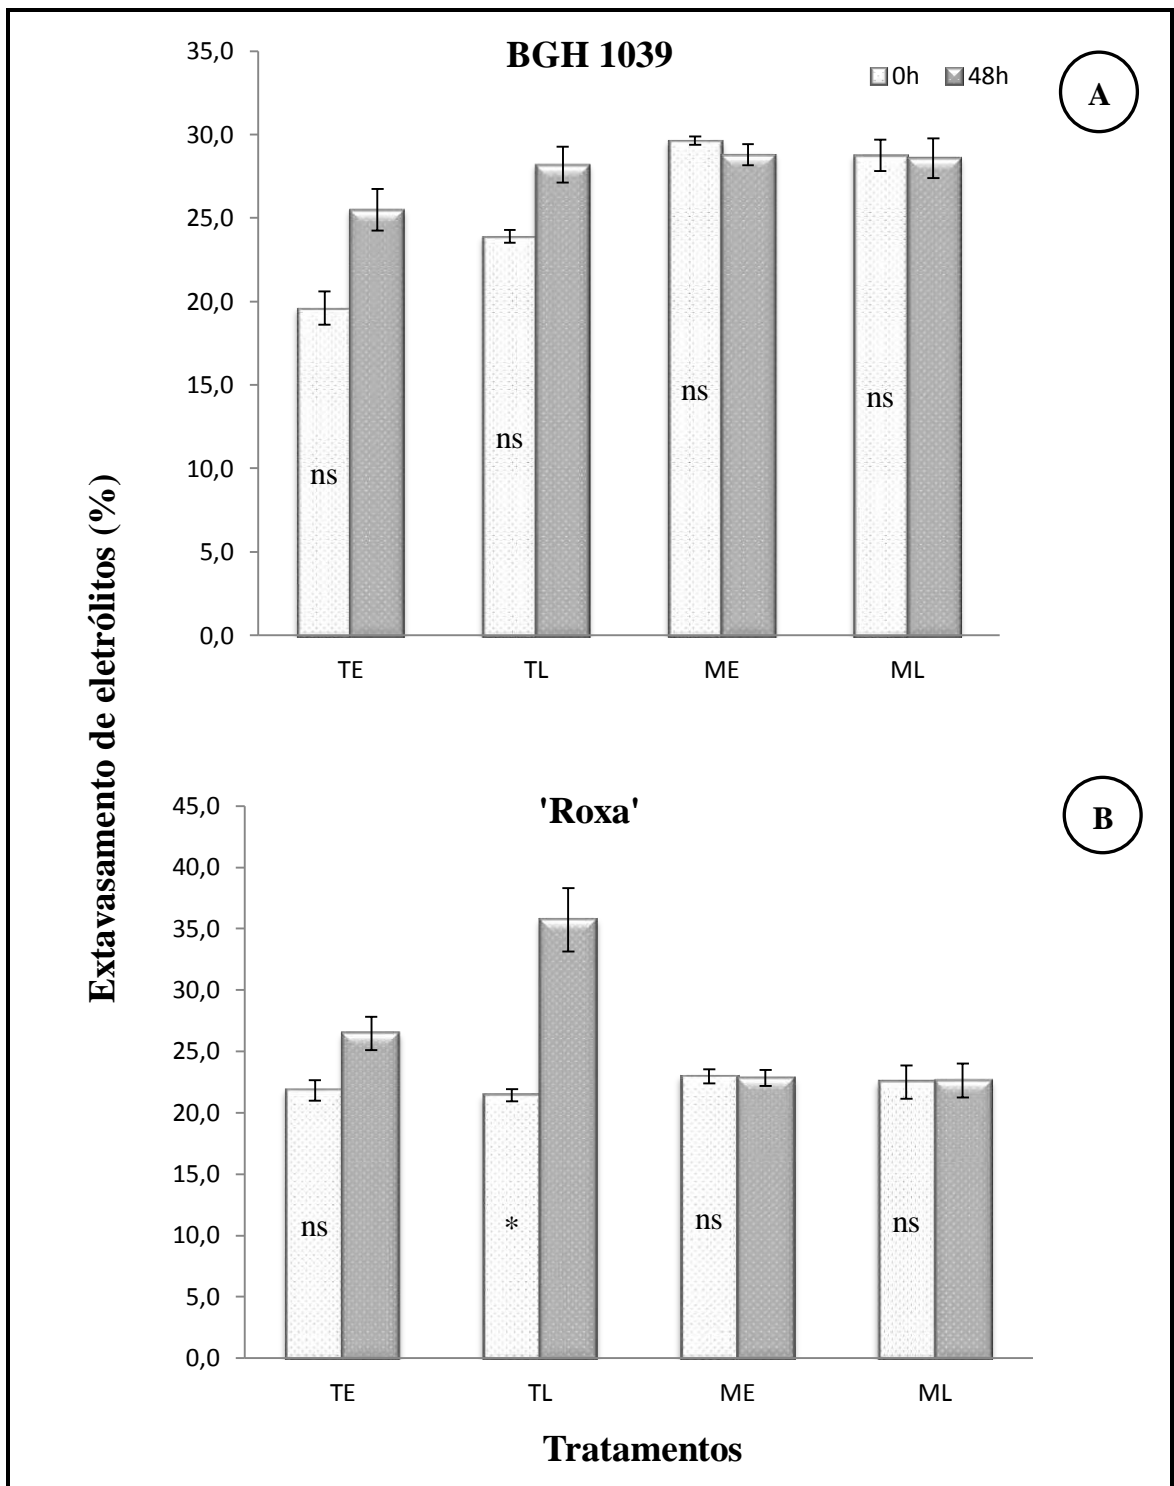 BGH 1039
A
0h 48h
35,0
30,0
25,0
20,0
15,0
10,0
5,0
0,0
ns
ns
ns
ns
TE TL ME ML
Extavasamento de eletrólitos (%)
'Roxa'
B
45,0
40,0
35,0
30,0
25,0
20,0
15,0
10,0
5,0
0,0
ns
*
ns
ns
TE TL ME ML
Tratamentos